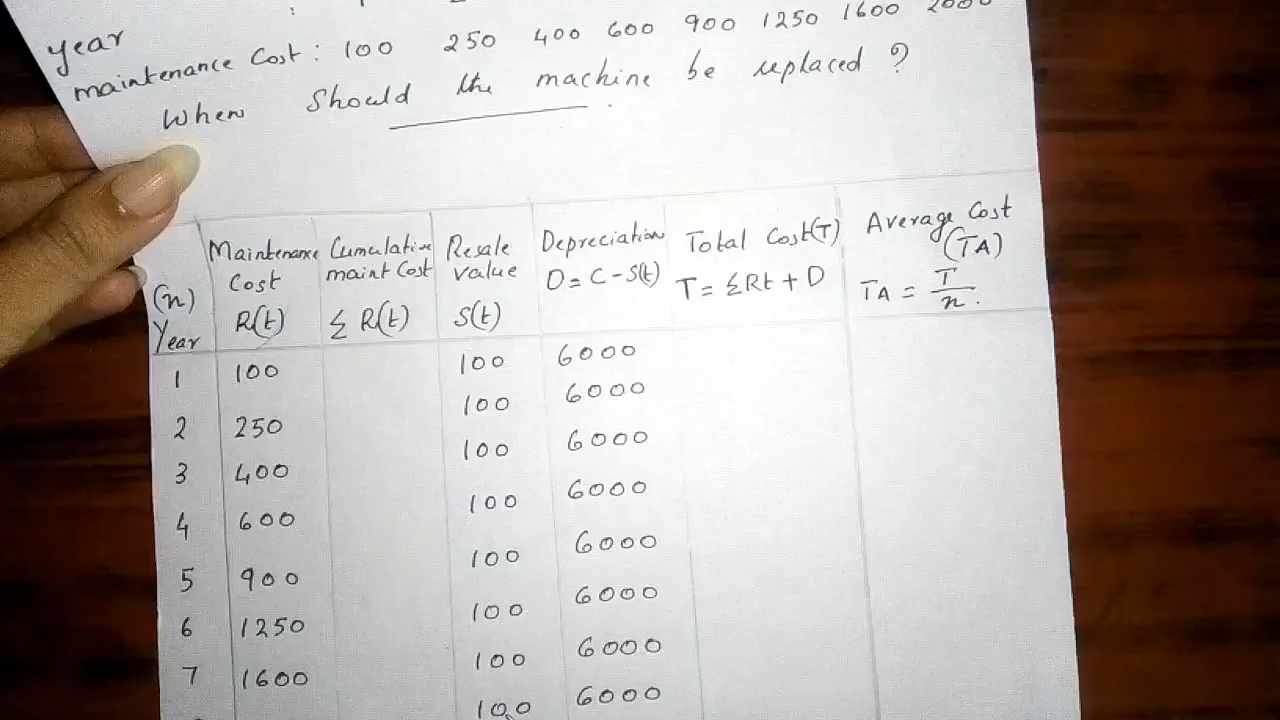 year :
maintenance Cost : 100 250 400 600 900 1250 1600 2000
When should the machine be replaced ?
(n) Year Maintenance Cost R(t) Cumulative maint Cost Σ R(t) Resale value S(t) Depreciation D = C - S(t) Total Cost(T) T = ΣRt + D Average Cost (TA) TA = T/n.
1 100 100 6000
2 250 100 6000
3 400 100 6000
4 600 100 6000
5 900 100 6000
6 1250 100 6000
7 1600 100 6000
100 6000